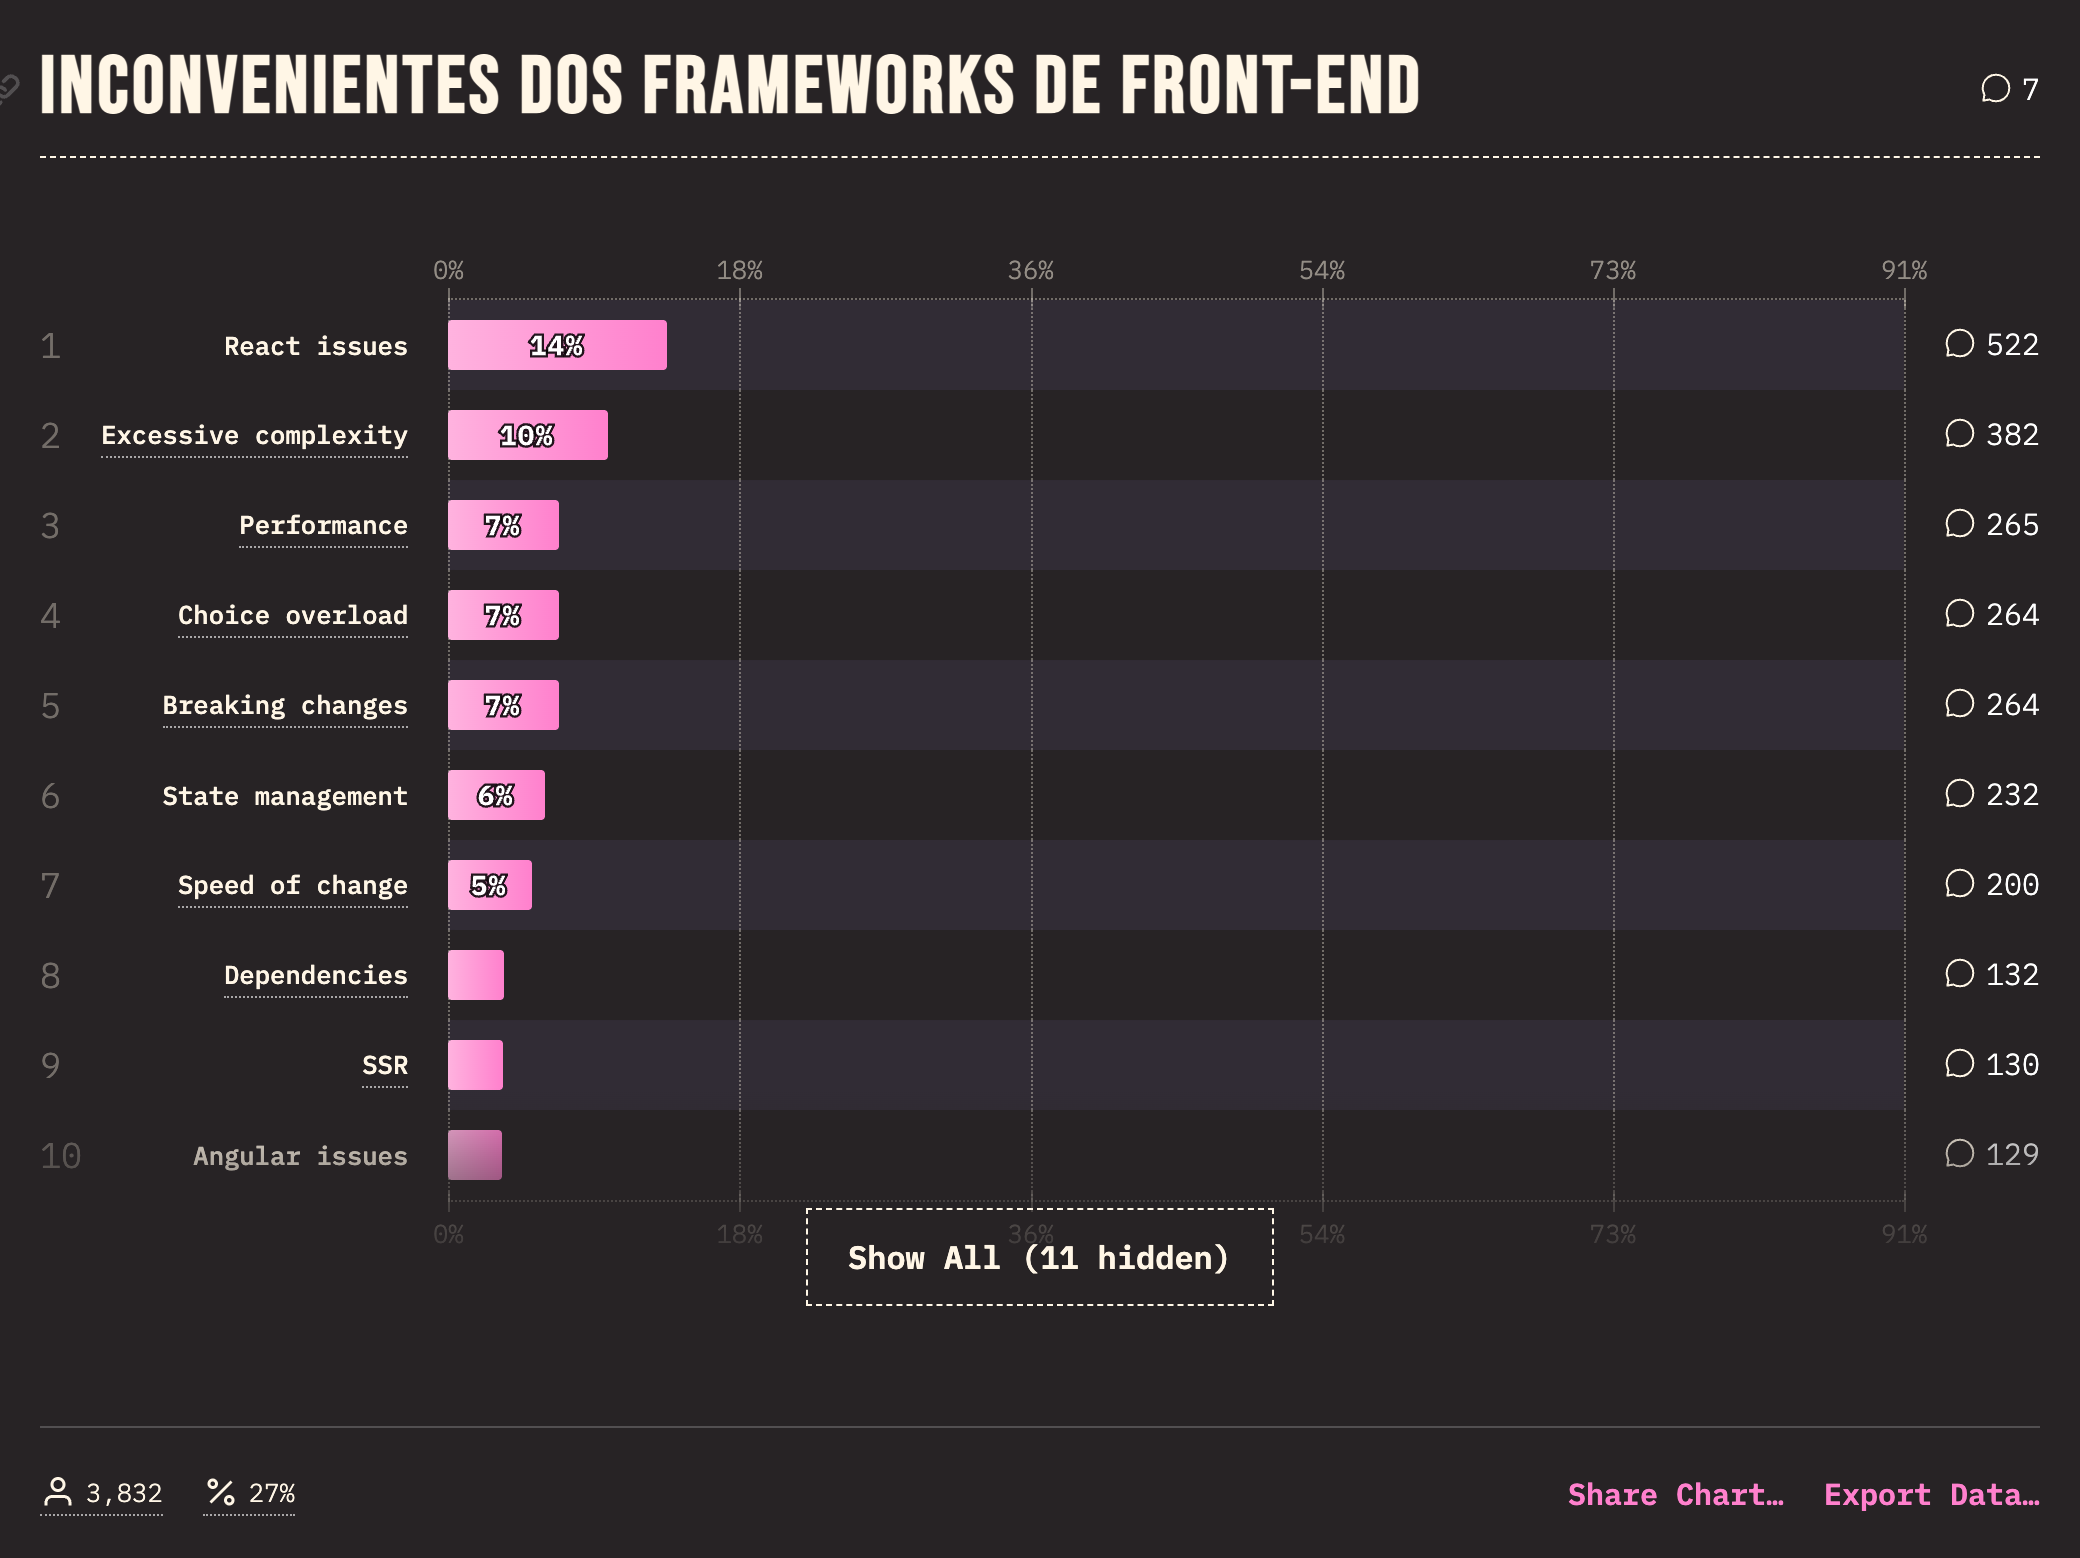 INCONVENIENTES DOS FRAMEWORKS DE FRONT-END 7
0% 18% 36% 54% 73% 91%
1 React issues 14% 522
2 Excessive complexity 10% 382
3 Performance 7% 265
4 Choice overload 7% 264
5 Breaking changes 7% 264
6 State management 6% 232
7 Speed of change 5% 200
8 Dependencies 132
9 SSR 130
10 Angular issues 129
0% 18% 36% 54% 73% 91%
Show All (11 hidden)
3,832 % 27% Share Chart… Export Data…